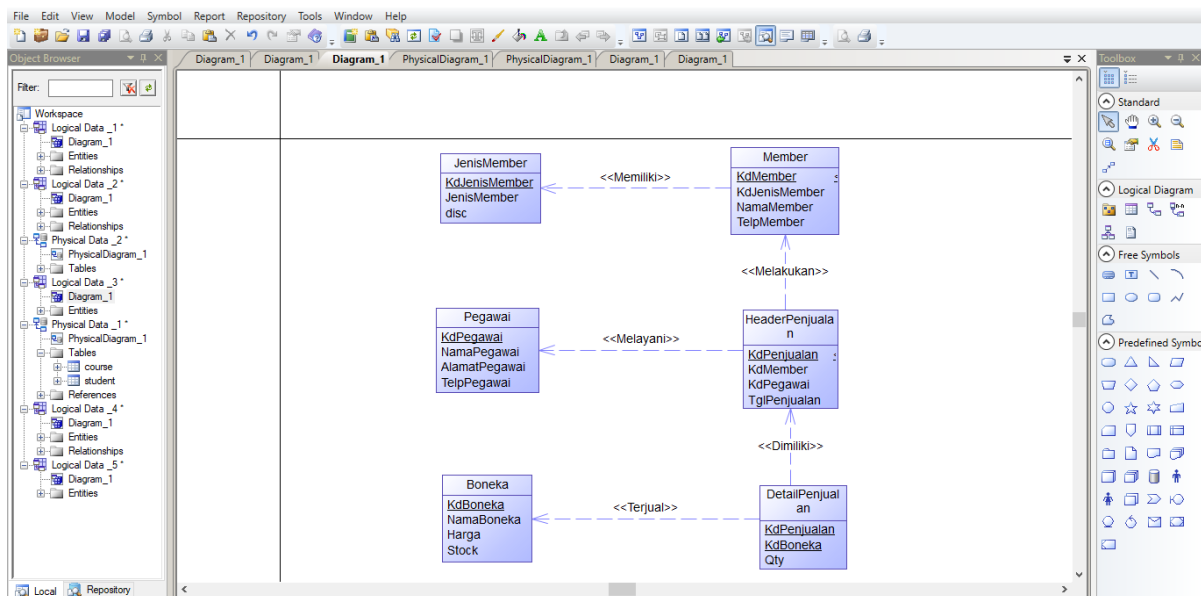 File Edit View Model Symbol Report Repository Tools Window Help
Object Browser
Filter:
Workspace
Logical Data _1 *
Diagram_1
Entities
Relationships
Logical Data _2 *
Diagram_1
Entities
Relationships
Physical Data _2 *
PhysicalDiagram_1
Tables
Logical Data _3 *
Diagram_1
Entities
Physical Data _1 *
PhysicalDiagram_1
Tables
course
student
References
Logical Data _4 *
Diagram_1
Entities
Relationships
Logical Data _5 *
Diagram_1
Entities
Local Repository
Diagram_1 Diagram_1 Diagram_1 PhysicalDiagram_1 PhysicalDiagram_1 Diagram_1 Diagram_1
JenisMember
KdJenisMember
JenisMember
disc
<<Memiliki>>
Member
KdMember
KdJenisMember
NamaMember
TelpMember
<<Melakukan>>
Pegawai
KdPegawai
NamaPegawai
AlamatPegawai
TelpPegawai
<<Melayani>>
HeaderPenjuala
n
KdPenjualan
KdMember
KdPegawai
TglPenjualan
<<Dimiliki>>
Boneka
KdBoneka
NamaBoneka
Harga
Stock
<<Terjual>>
DetailPenjual
an
KdPenjualan
KdBoneka
Qty
Toolbox
Standard
Logical Diagram
Free Symbols
Predefined Symbo